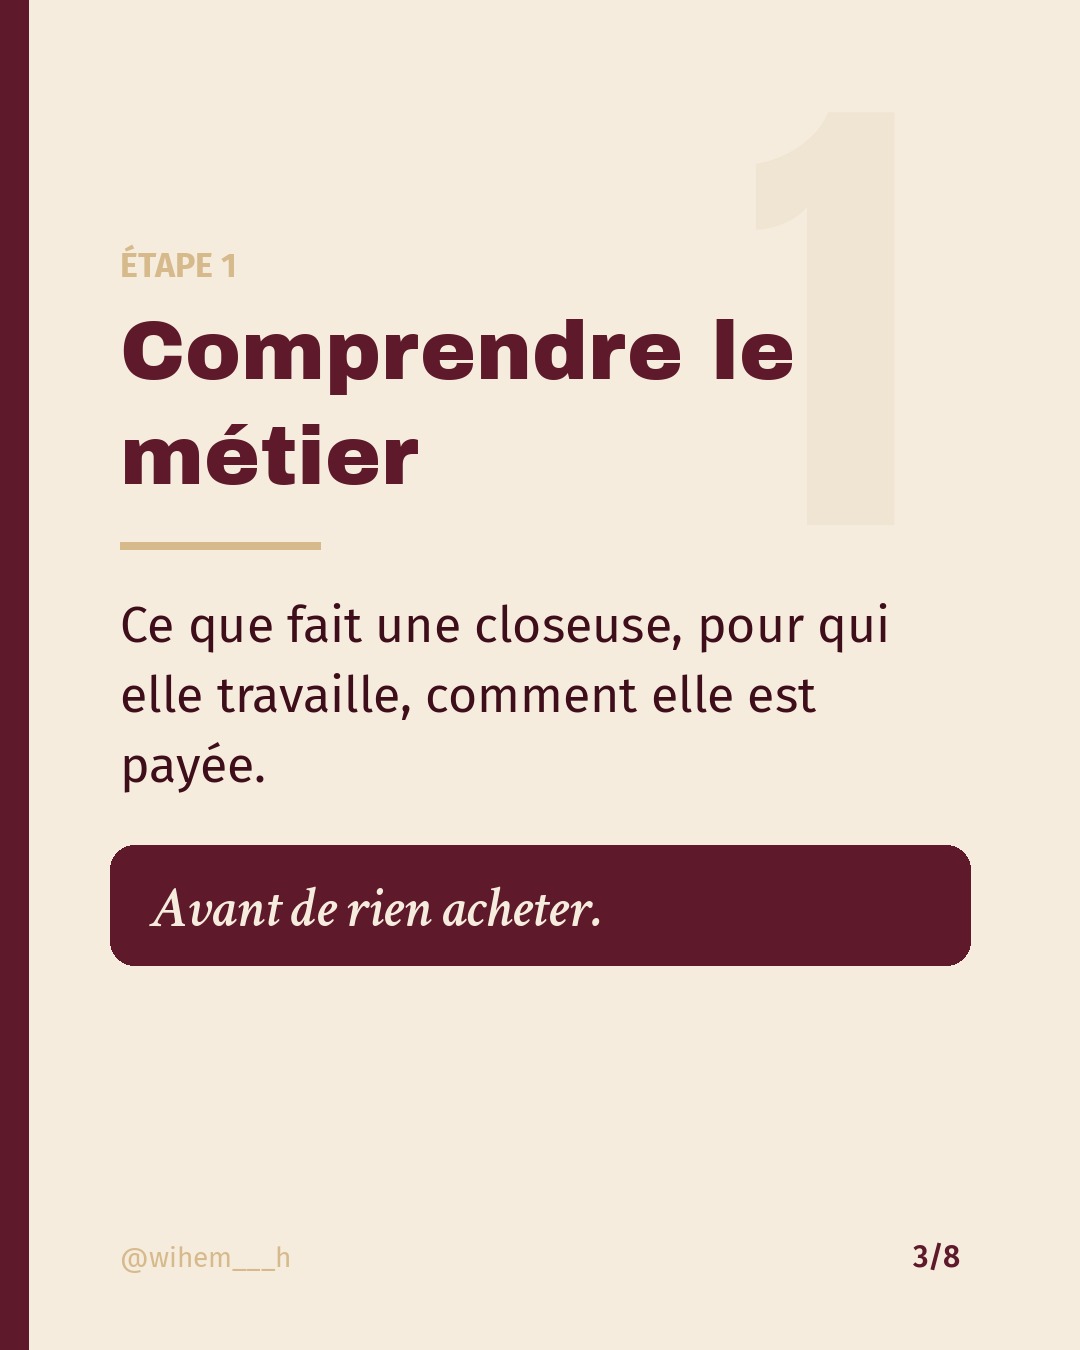 1
ÉTAPE 1
Comprendre le
métier
Ce que fait une closeuse, pour qui
elle travaille, comment elle est
payée.
Avant de rien acheter.
@wihem___h
3/8